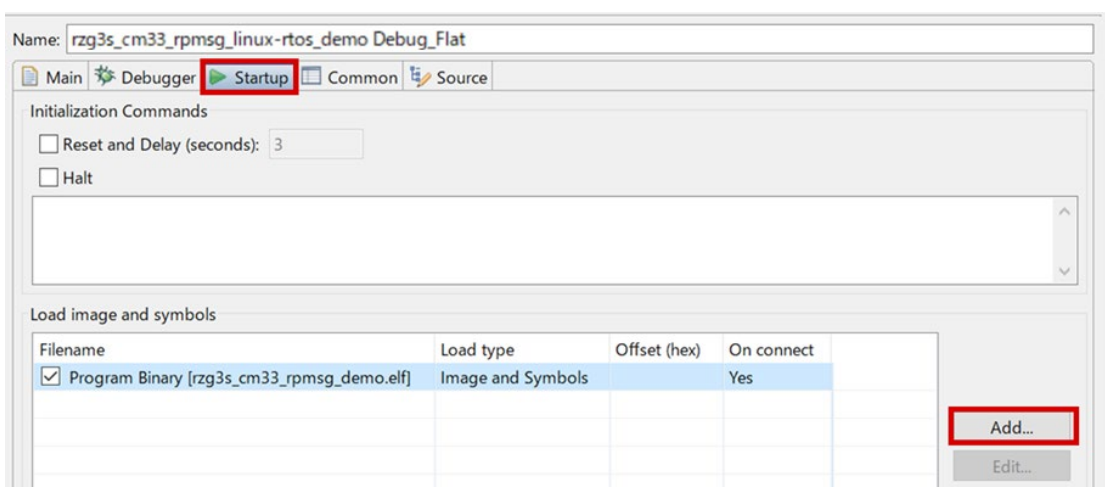 Name: rzg3s_cm33_rpmsg_linux-rtos_demo Debug_Flat
Main Debugger Startup Common Source
Initialization Commands
Reset and Delay (seconds): 3
Halt
Load image and symbols
Filename Load type Offset (hex) On connect
Program Binary [rzg3s_cm33_rpmsg_demo.elf] Image and Symbols Yes
Add...
Edit...